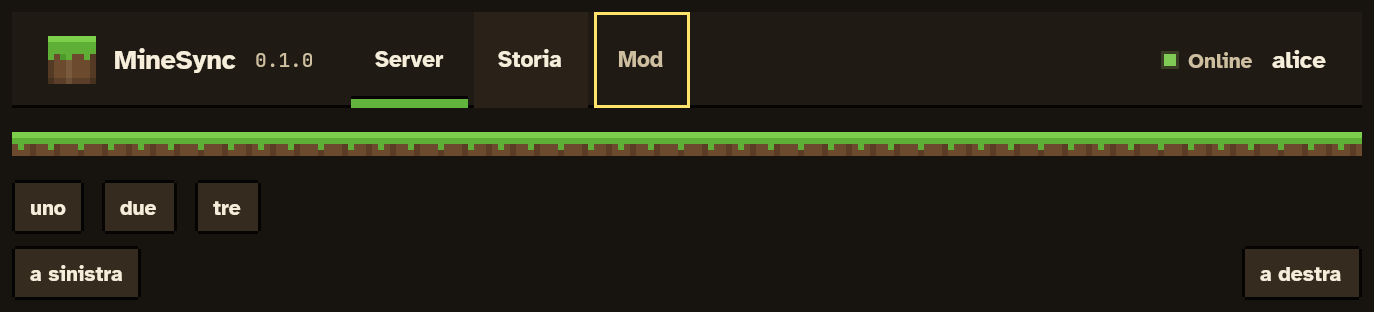 MineSync 0.1.0 Server Storia Mod Online alice
uno due tre
a sinistra a destra